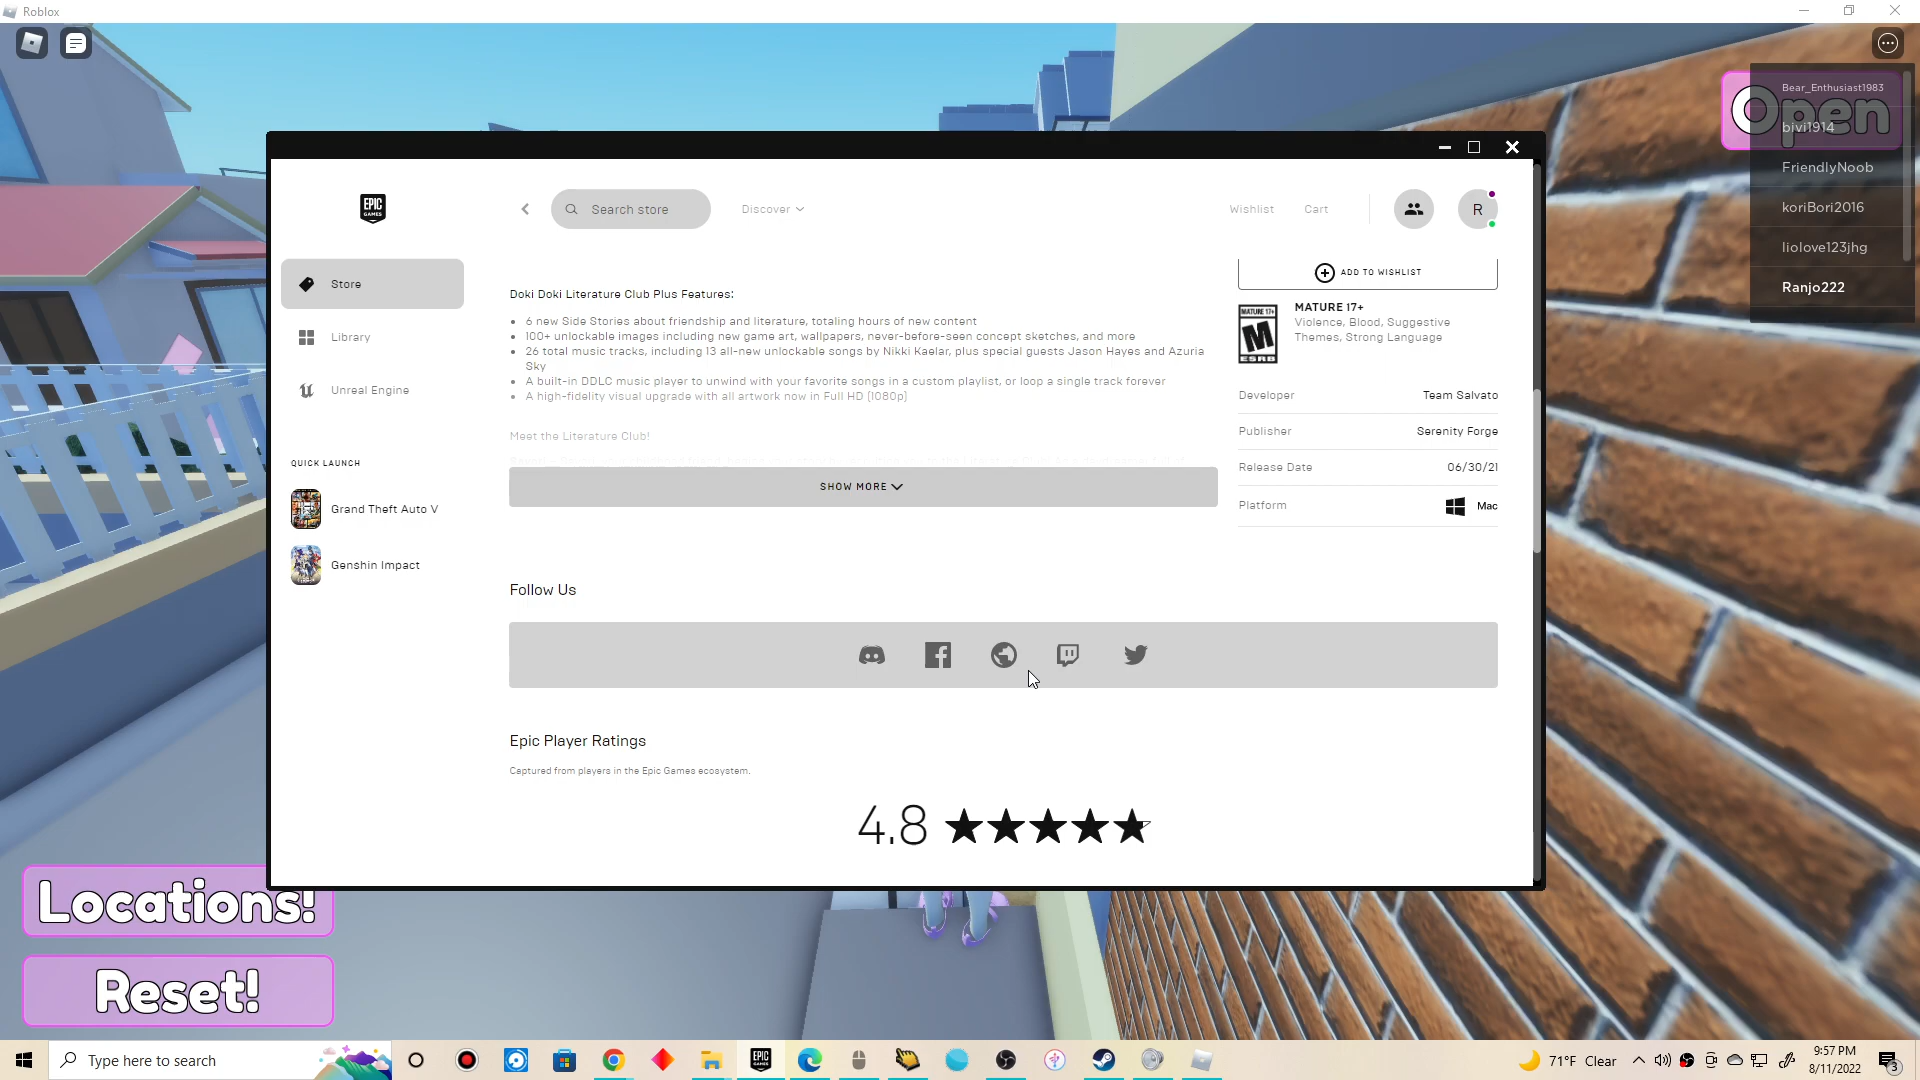 Roblox
Open
Bear_Enthusiast1983
bivi1914
FriendlyNoob
koriBori2016
liolove123jhg
Ranjo222
EPIC
GAMES
Search store
Discover
Wishlist
Cart
R
Store
Library
Unreal Engine
QUICK LAUNCH
Grand Theft Auto V
Genshin Impact
Doki Doki Literature Club Plus Features:
6 new Side Stories about friendship and literature, totaling hours of new content
100+ unlockable images including new game art, wallpapers, never-before-seen concept sketches, and more
26 total music tracks, including 13 all-new unlockable songs by Nikki Kaelar, plus special guests Jason Hayes and Azuria
Sky
A built-in DDLC music player to unwind with your favorite songs in a custom playlist, or loop a single track forever
A high-fidelity visual upgrade with all artwork now in Full HD [1080p]
Meet the Literature Club!
SHOW MORE
ADD TO WISHLIST
MATURE 17+
M
ESRB
MATURE 17+
Violence, Blood, Suggestive
Themes, Strong Language
Developer Team Salvato
Publisher Serenity Forge
Release Date 06/30/21
Platform Mac
Follow Us
Epic Player Ratings
Captured from players in the Epic Games ecosystem.
4.8
Locations!
Reset!
Type here to search
EPIC
GAMES
71°F Clear
9:57 PM
8/11/2022
3